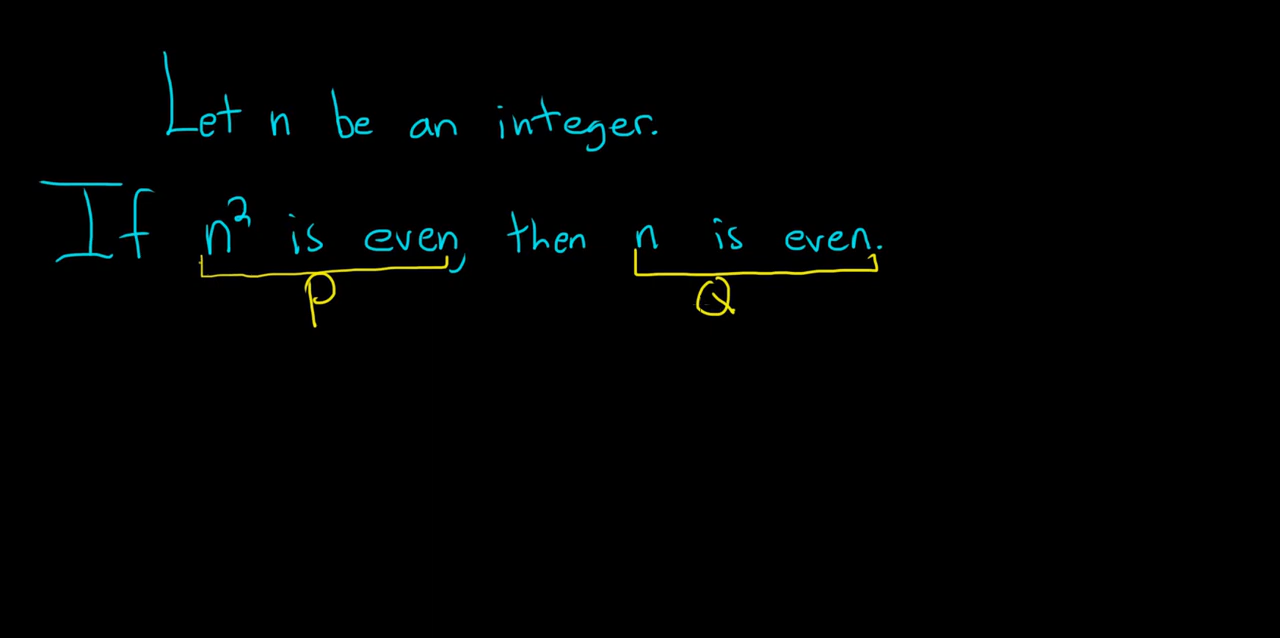 Let n be an integer.
If n² is even, then n is even.
P Q